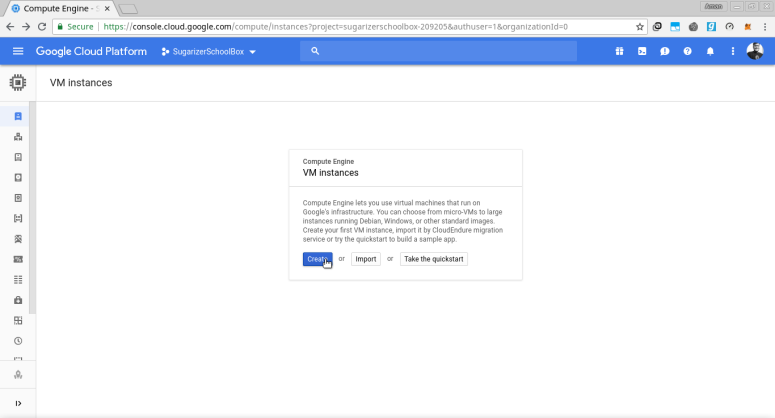 Compute Engine - S
Aman
Secure https://console.cloud.google.com/compute/instances?project=sugarizerschoolbox-209205&authuser=1&organizationId=0
Google Cloud Platform SugarizerSchoolBox
VM instances
Compute Engine
VM instances
Compute Engine lets you use virtual machines that run on
Google's infrastructure. You can choose from micro-VMs to large
instances running Debian, Windows, or other standard images.
Create your first VM instance, import it by CloudEndure migration
service or try the quickstart to build a sample app.
Create or Import or Take the quickstart